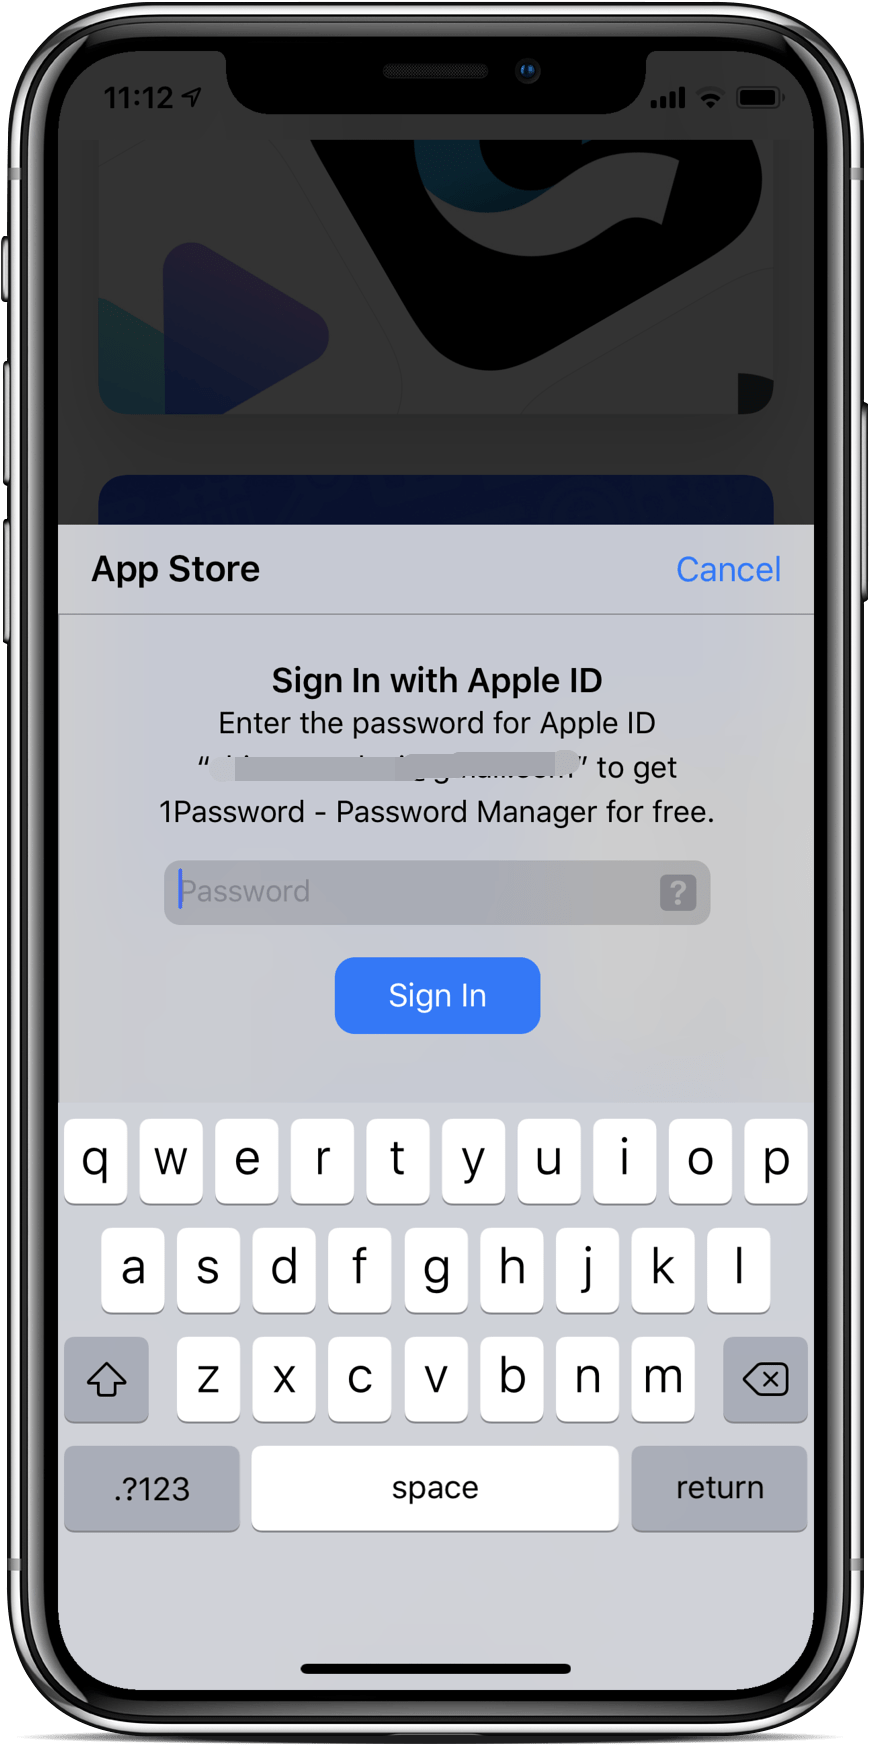 11:12
App Store
Cancel
Sign In with Apple ID
Enter the password for Apple ID
“ ” to get
1Password - Password Manager for free.
Password
?
Sign In
q w e r t y u i o p
a s d f g h j k l
z x c v b n m
.?123 space return